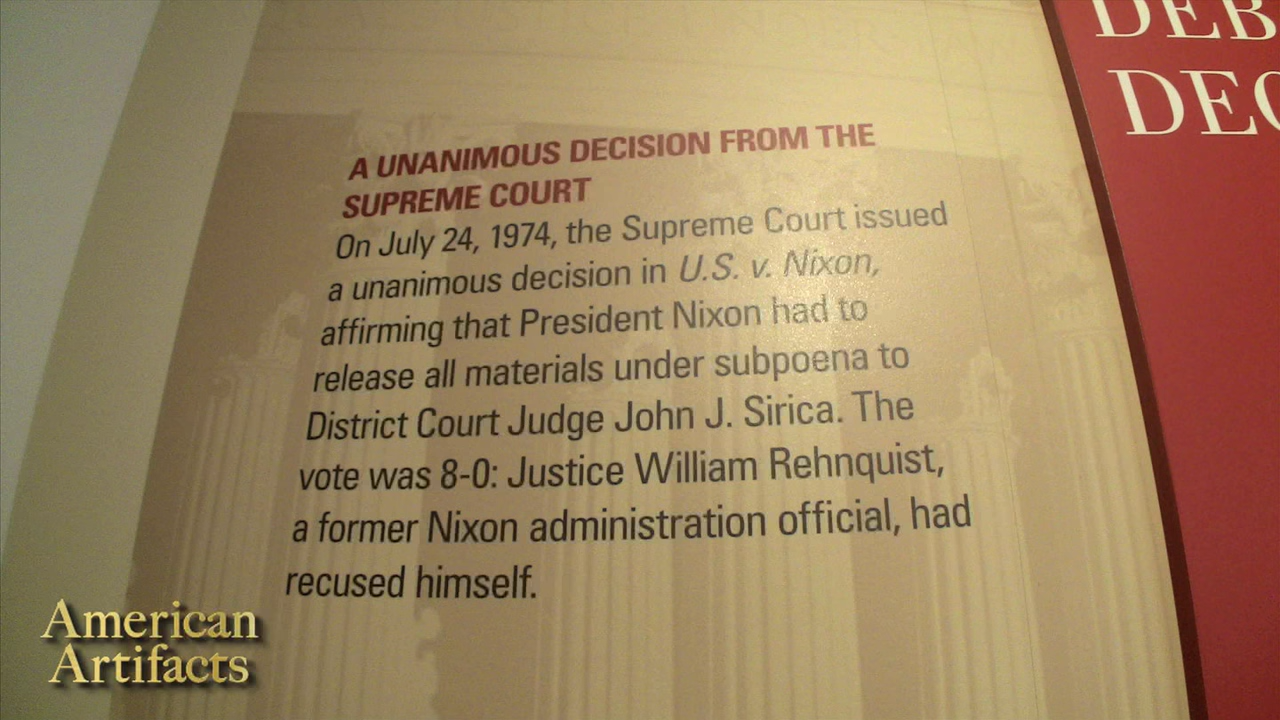 A UNANIMOUS DECISION FROM THE
SUPREME COURT
On July 24, 1974, the Supreme Court issued
a unanimous decision in U.S. v. Nixon,
affirming that President Nixon had to
release all materials under subpoena to
District Court Judge John J. Sirica. The
vote was 8-0: Justice William Rehnquist,
a former Nixon administration official, had
recused himself.
DEB
DEC
American
Artifacts